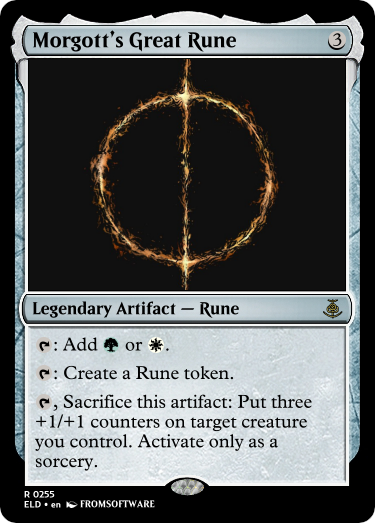 Morgott's Great Rune 3
Legendary Artifact — Rune
: Add or .
: Create a Rune token.
, Sacrifice this artifact: Put three
+1/+1 counters on target creature
you control. Activate only as a
sorcery.
R 0255
ELD • en FROMSOFTWARE